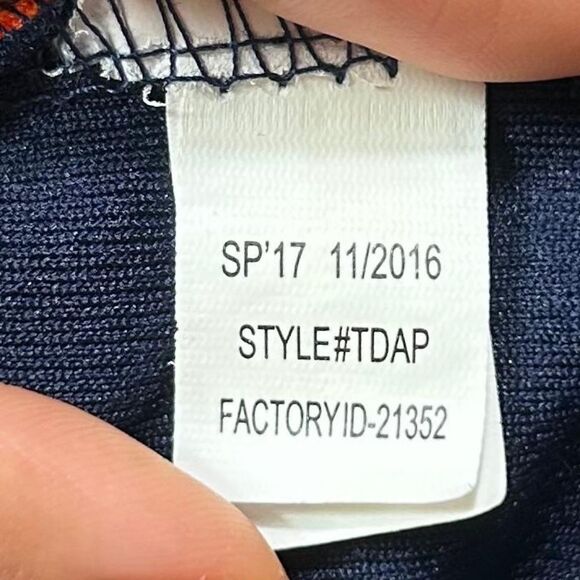 SP'17 11/2016
STYLE#TDAP
FACTORYID-21352